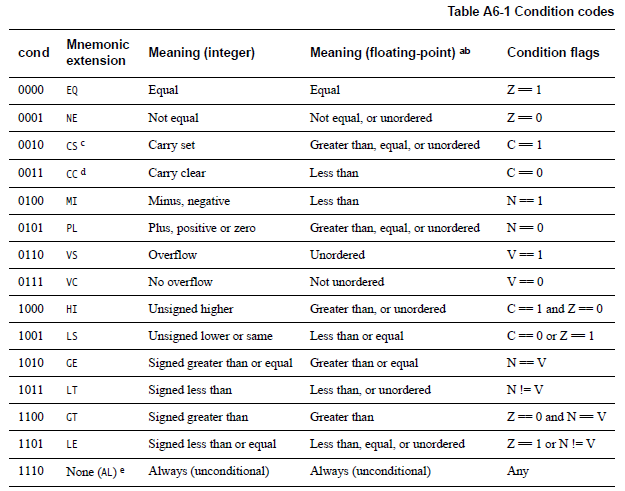 Table A6-1 Condition codes
cond Mnemonic extension Meaning (integer) Meaning (floating-point) ab Condition flags
0000 EQ Equal Equal Z == 1
0001 NE Not equal Not equal, or unordered Z == 0
0010 CS c Carry set Greater than, equal, or unordered C == 1
0011 CC d Carry clear Less than C == 0
0100 MI Minus, negative Less than N == 1
0101 PL Plus, positive or zero Greater than, equal, or unordered N == 0
0110 VS Overflow Unordered V == 1
0111 VC No overflow Not unordered V == 0
1000 HI Unsigned higher Greater than, or unordered C == 1 and Z == 0
1001 LS Unsigned lower or same Less than or equal C == 0 or Z == 1
1010 GE Signed greater than or equal Greater than or equal N == V
1011 LT Signed less than Less than, or unordered N != V
1100 GT Signed greater than Greater than Z == 0 and N == V
1101 LE Signed less than or equal Less than, equal, or unordered Z == 1 or N != V
1110 None (AL) e Always (unconditional) Always (unconditional) Any